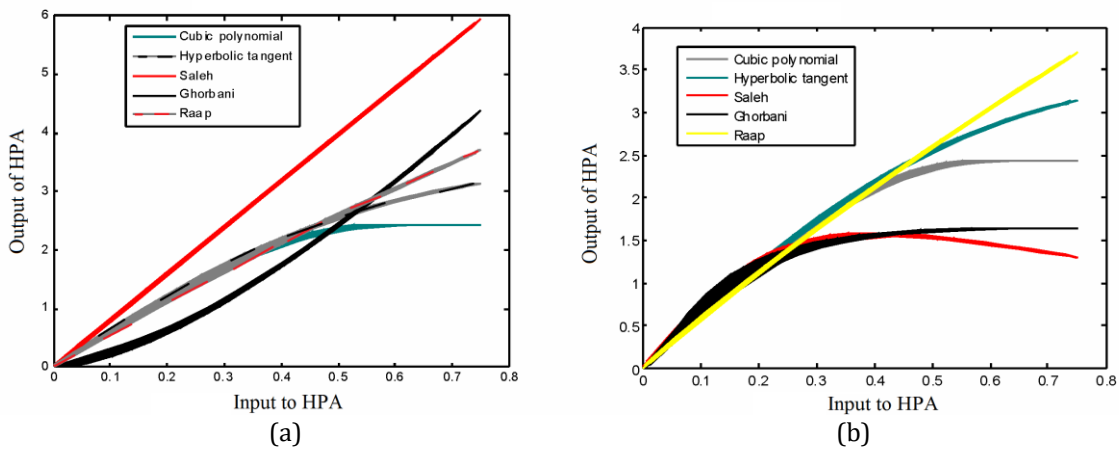 6
5
4
3
2
1
0
0
0.1
0.2
0.3
0.4
0.5
0.6
0.7
0.8
Output of HPA
Input to HPA
Cubic polynomial
Hyperbolic tangent
Saleh
Ghorbani
Raap
(a)
4
3.5
3
2.5
2
1.5
1
0.5
0
0
0.1
0.2
0.3
0.4
0.5
0.6
0.7
0.8
Output of HPA
Input to HPA
Cubic polynomial
Hyperbolic tangent
Saleh
Ghorbani
Raap
(b)